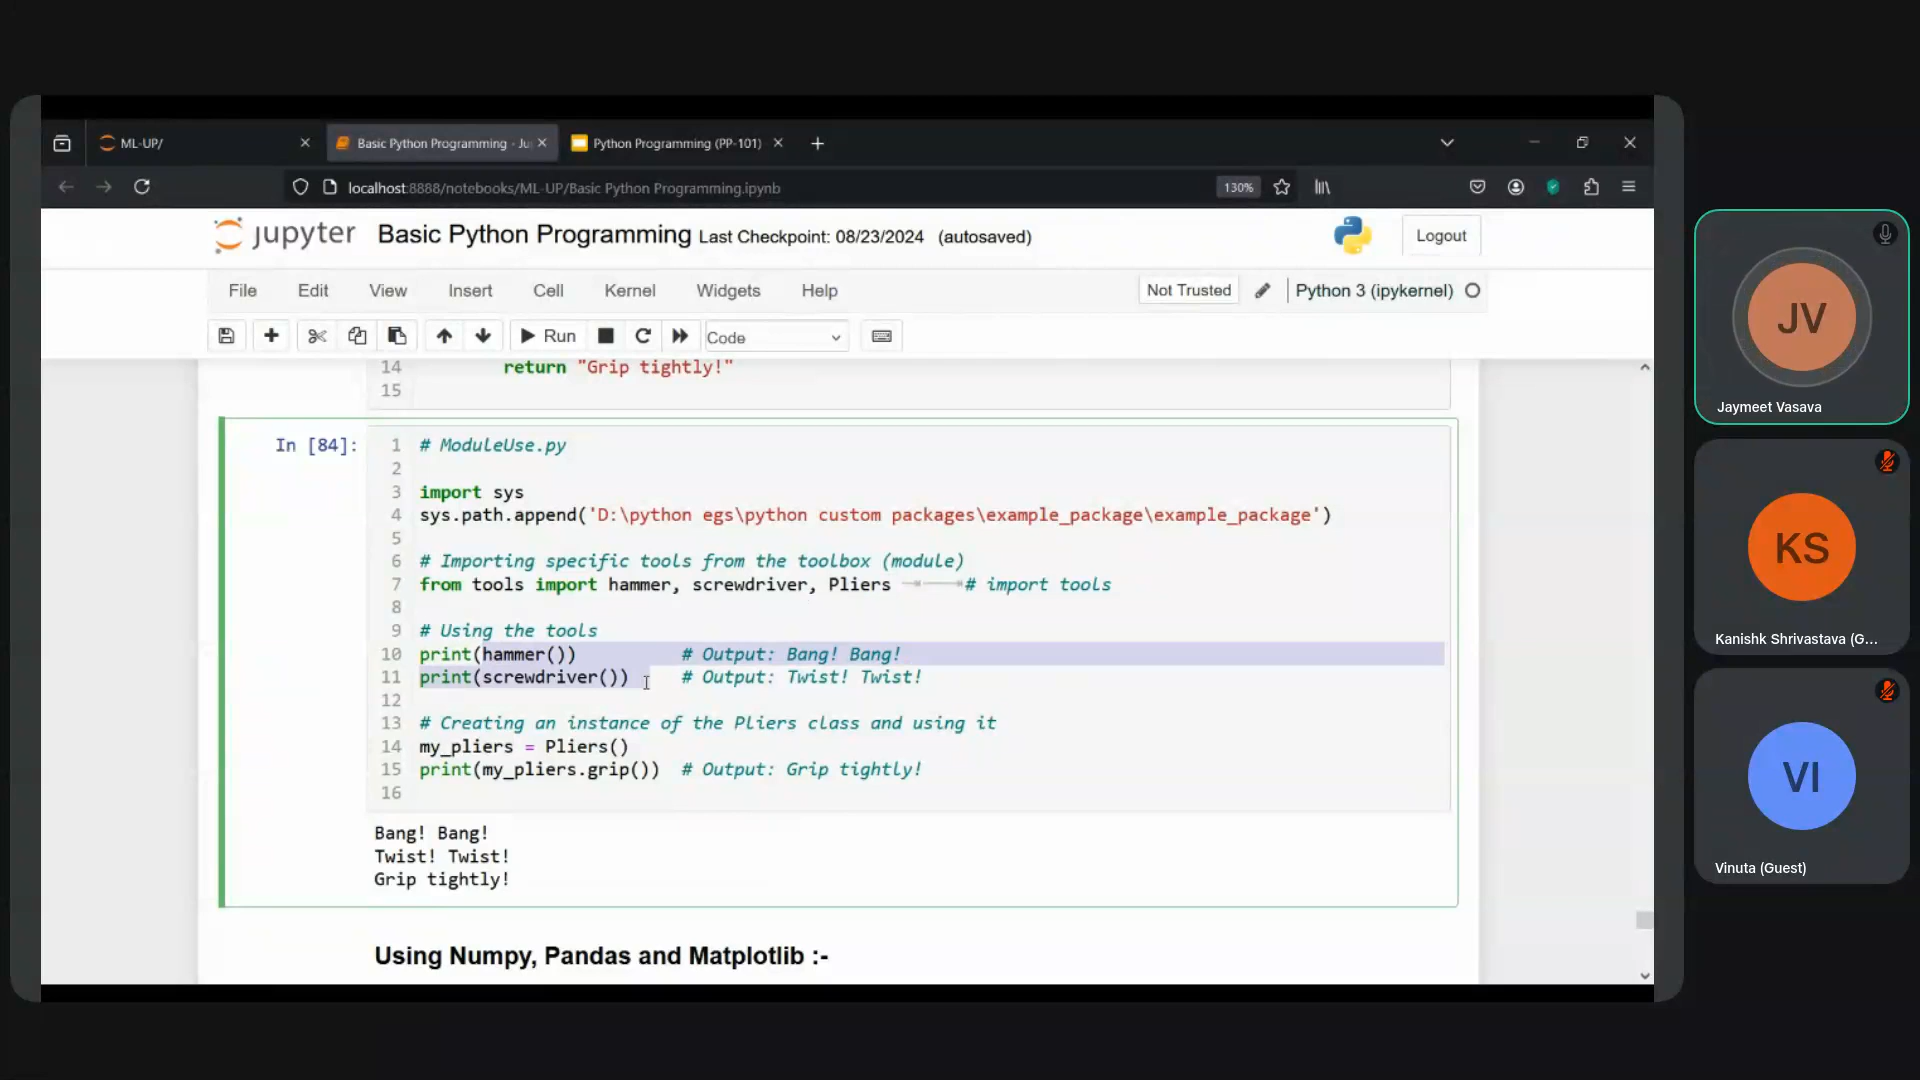 ML-UP/
Basic Python Programming - Ju
Python Programming (PP-101)
localhost:8888/notebooks/ML-UP/Basic Python Programming.ipynb
130%
jupyter Basic Python Programming Last Checkpoint: 08/23/2024 (autosaved)
Logout
File Edit View Insert Cell Kernel Widgets Help
Not Trusted
Python 3 (ipykernel)
Run
Code
14 return "Grip tightly!"
15
In [84]:
1 # ModuleUse.py
2
3 import sys
4 sys.path.append('D:\python egs\python custom packages\example_package\example_package')
5
6 # Importing specific tools from the toolbox (module)
7 from tools import hammer, screwdriver, Pliers # import tools
8
9 # Using the tools
10 print(hammer()) # Output: Bang! Bang!
11 print(screwdriver()) # Output: Twist! Twist!
12
13 # Creating an instance of the Pliers class and using it
14 my_pliers = Pliers()
15 print(my_pliers.grip()) # Output: Grip tightly!
16
Bang! Bang!
Twist! Twist!
Grip tightly!
Using Numpy, Pandas and Matplotlib :-
JV
Jaymeet Vasava
KS
Kanishk Shrivastava (G...
VI
Vinuta (Guest)